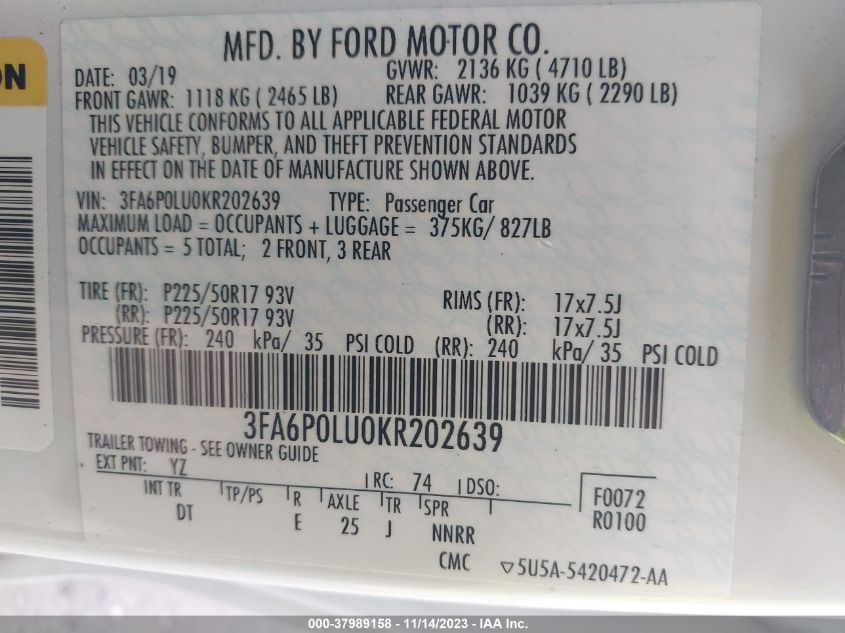 ON
MFD. BY FORD MOTOR CO.
DATE: 03/19 GVWR: 2136 KG ( 4710 LB)
FRONT GAWR: 1118 KG ( 2465 LB) REAR GAWR: 1039 KG ( 2290 LB)
THIS VEHICLE CONFORMS TO ALL APPLICABLE FEDERAL MOTOR
VEHICLE SAFETY, BUMPER, AND THEFT PREVENTION STANDARDS
IN EFFECT ON THE DATE OF MANUFACTURE SHOWN ABOVE.
VIN: 3FA6P0LU0KR202639 TYPE: Passenger Car
MAXIMUM LOAD = OCCUPANTS + LUGGAGE = 375KG/ 827LB
OCCUPANTS = 5 TOTAL; 2 FRONT, 3 REAR
TIRE (FR): P225/50R17 93V RIMS (FR): 17x7.5J
(RR): P225/50R17 93V (RR): 17x7.5J
PRESSURE (FR): 240 kPa/ 35 PSI COLD (RR): 240 kPa/ 35 PSI COLD
3FA6P0LU0KR202639
TRAILER TOWING - SEE OWNER GUIDE
EXT PNT: YZ RC: 74 DSO: F0072
INT TR TP/PS R AXLE TR SPR R0100
DT E 25 J NNRR
CMC ▽5U5A-5420472-AA
000-37989158 - 11/14/2023 - IAA Inc.